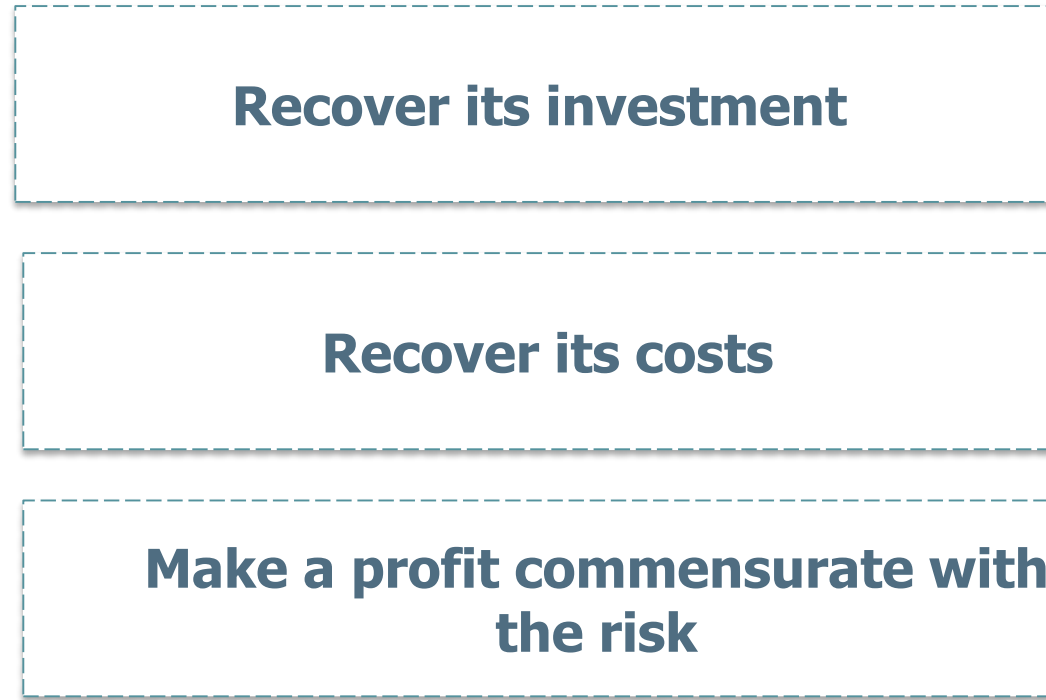 Recover its investment
Recover its costs
Make a profit commensurate with
the risk